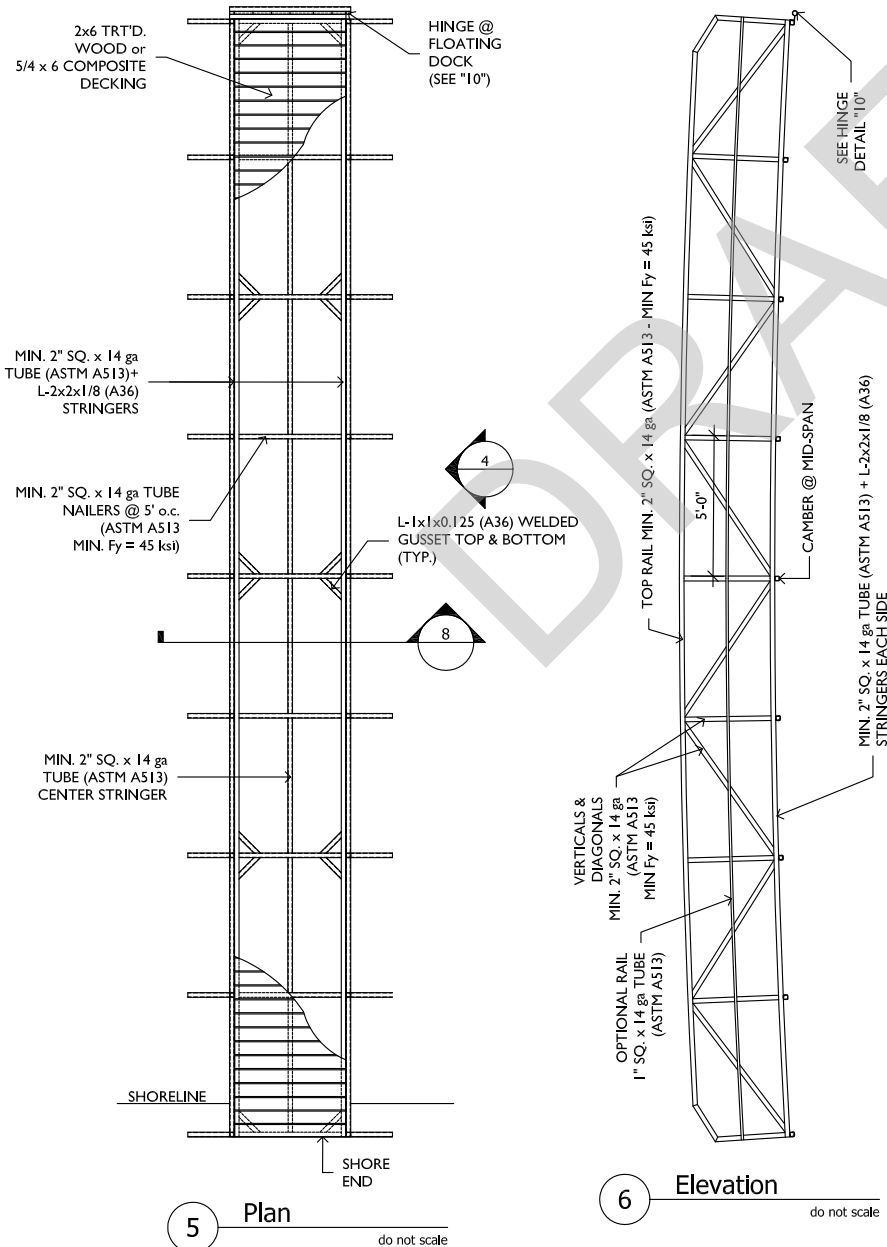 2x6 TRT'D.
WOOD or
5/4 x 6 COMPOSITE
DECKING
HINGE @
FLOATING
DOCK
(SEE "10")
MIN. 2" SQ. x 14 ga
TUBE (ASTM A513)+
L-2x2x1/8 (A36)
STRINGERS
MIN. 2" SQ. x 14 ga TUBE
NAILERS @ 5' o.c.
(ASTM A513
MIN. Fy = 45 ksi)
4
L-1x1x0.125 (A36) WELDED
GUSSET TOP & BOTTOM
(TYP.)
8
MIN. 2" SQ. x 14 ga
TUBE (ASTM A513)
CENTER STRINGER
SHORELINE
SHORE
END
5
Plan
do not scale
SEE HINGE
DETAIL "10"
TOP RAIL MIN. 2" SQ. x 14 ga (ASTM A513 - MIN Fy = 45 ksi)
5'-0"
CAMBER @ MID-SPAN
MIN. 2" SQ. x 14 ga TUBE (ASTM A513) + L-2x2x1/8 (A36)
STRINGERS EACH SIDE
VERTICALS &
DIAGONALS
MIN. 2" SQ. x 14 ga
(ASTM A513
MIN Fy = 45 ksi)
OPTIONAL RAIL
1" SQ. x 14 ga TUBE
(ASTM A513)
6
Elevation
do not scale
DRA